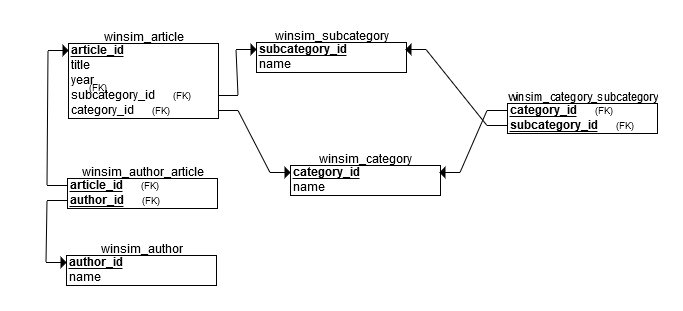 winsim_article
article_id
title
year
(FK)
subcategory_id (FK)
category_id (FK)
winsim_subcategory
subcategory_id
name
winsim_category_subcategory
category_id (FK)
subcategory_id (FK)
winsim_category
category_id
name
winsim_author_article
article_id (FK)
author_id (FK)
winsim_author
author_id
name